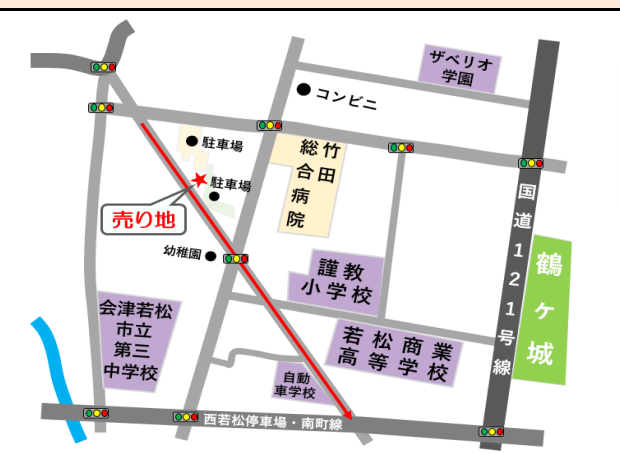 ザベリオ
学園
コンビニ
駐車場
竹田
総合病院
駐車場
売り地
国道121号線
幼稚園
鶴ヶ城
謹教
小学校
会津若松
市立
第三
中学校
若松商業
高等学校
自動
車学校
西若松停車場・南町線